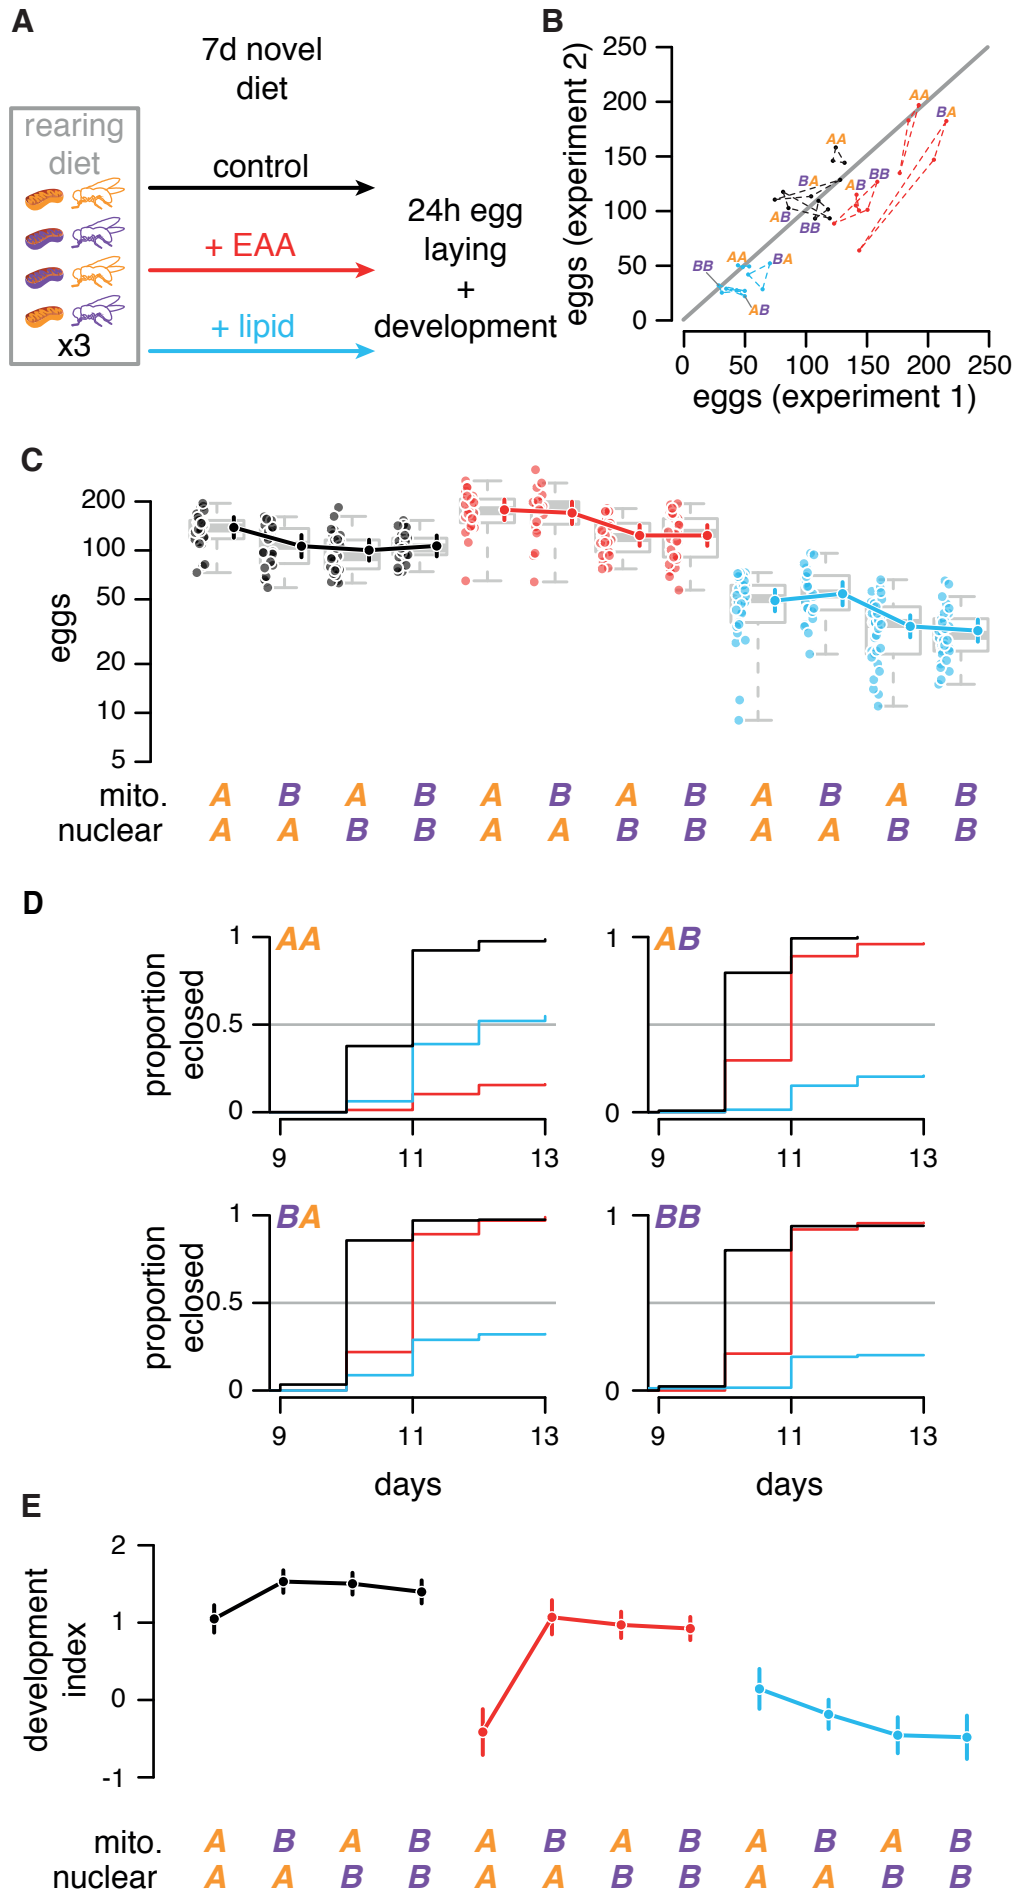 A
7d novel
diet
rearing
diet
control
+ EAA
+ lipid
x3
24h egg
laying
+
development
B
eggs (experiment 2)
250
200
150
100
50
0
AA
BA
AA
BA
AB
BB
AB
BB
AA
BA
BB
AB
0 50 100 150 200 250
eggs (experiment 1)
C
eggs
200
100
50
20
10
5
mito. A B A B A B A B A B A B
nuclear A A B B A A B B A A B B
D
proportion
eclosed
1
0.5
0
AA
9 11 13
1
0
AB
9 11 13
proportion
eclosed
1
0.5
0
BA
9 11 13
days
1
0
BB
9 11 13
days
E
development
index
2
1
0
-1
mito. A B A B A B A B A B A B
nuclear A A B B A A B B A A B B